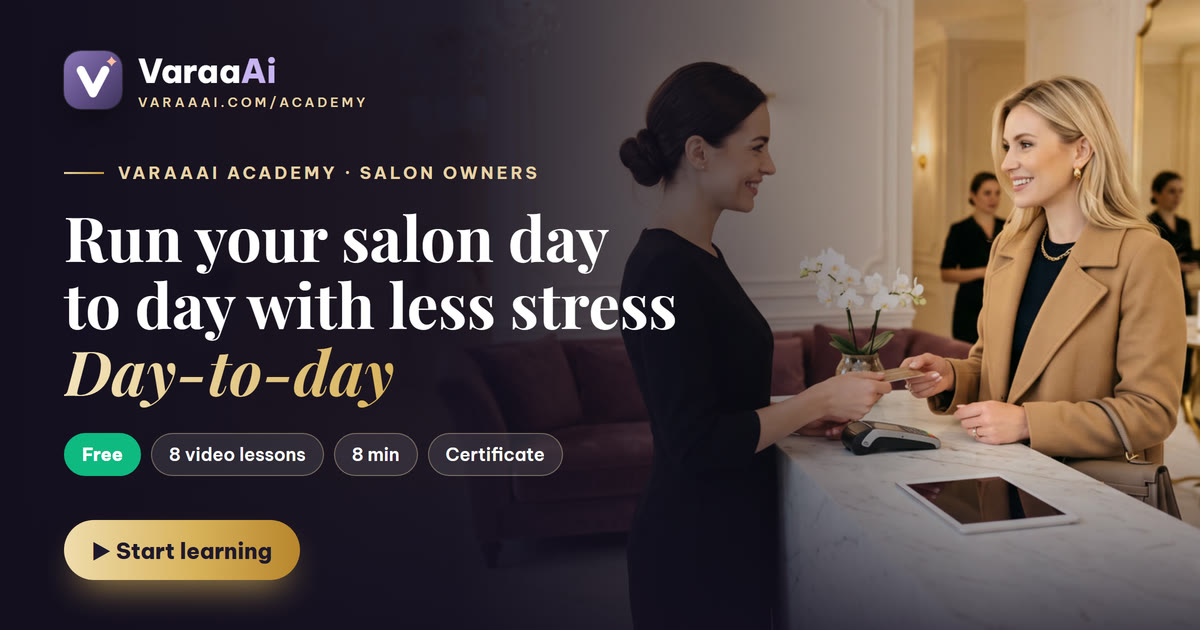 V
VaraaAi
VARAAAI.COM/ACADEMY
VARAAAI ACADEMY · SALON OWNERS
Run your salon day
to day with less stress
Day-to-day
Free
8 video lessons
8 min
Certificate
▶ Start learning